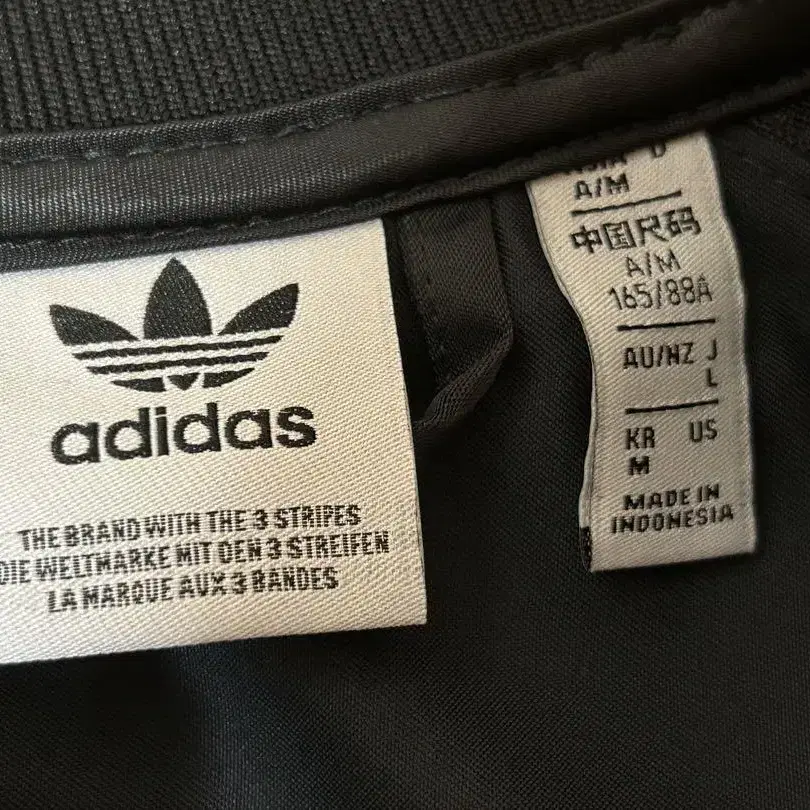 adidas
THE BRAND WITH THE 3 STRIPES
DIE WELTMARKE MIT DEN 3 STREIFEN
LA MARQUE AUX 3 BANDES
A/M
中国尺码
A/M
165/88A
AU/NZ J
L
KR US
M
MADE IN
INDONESIA